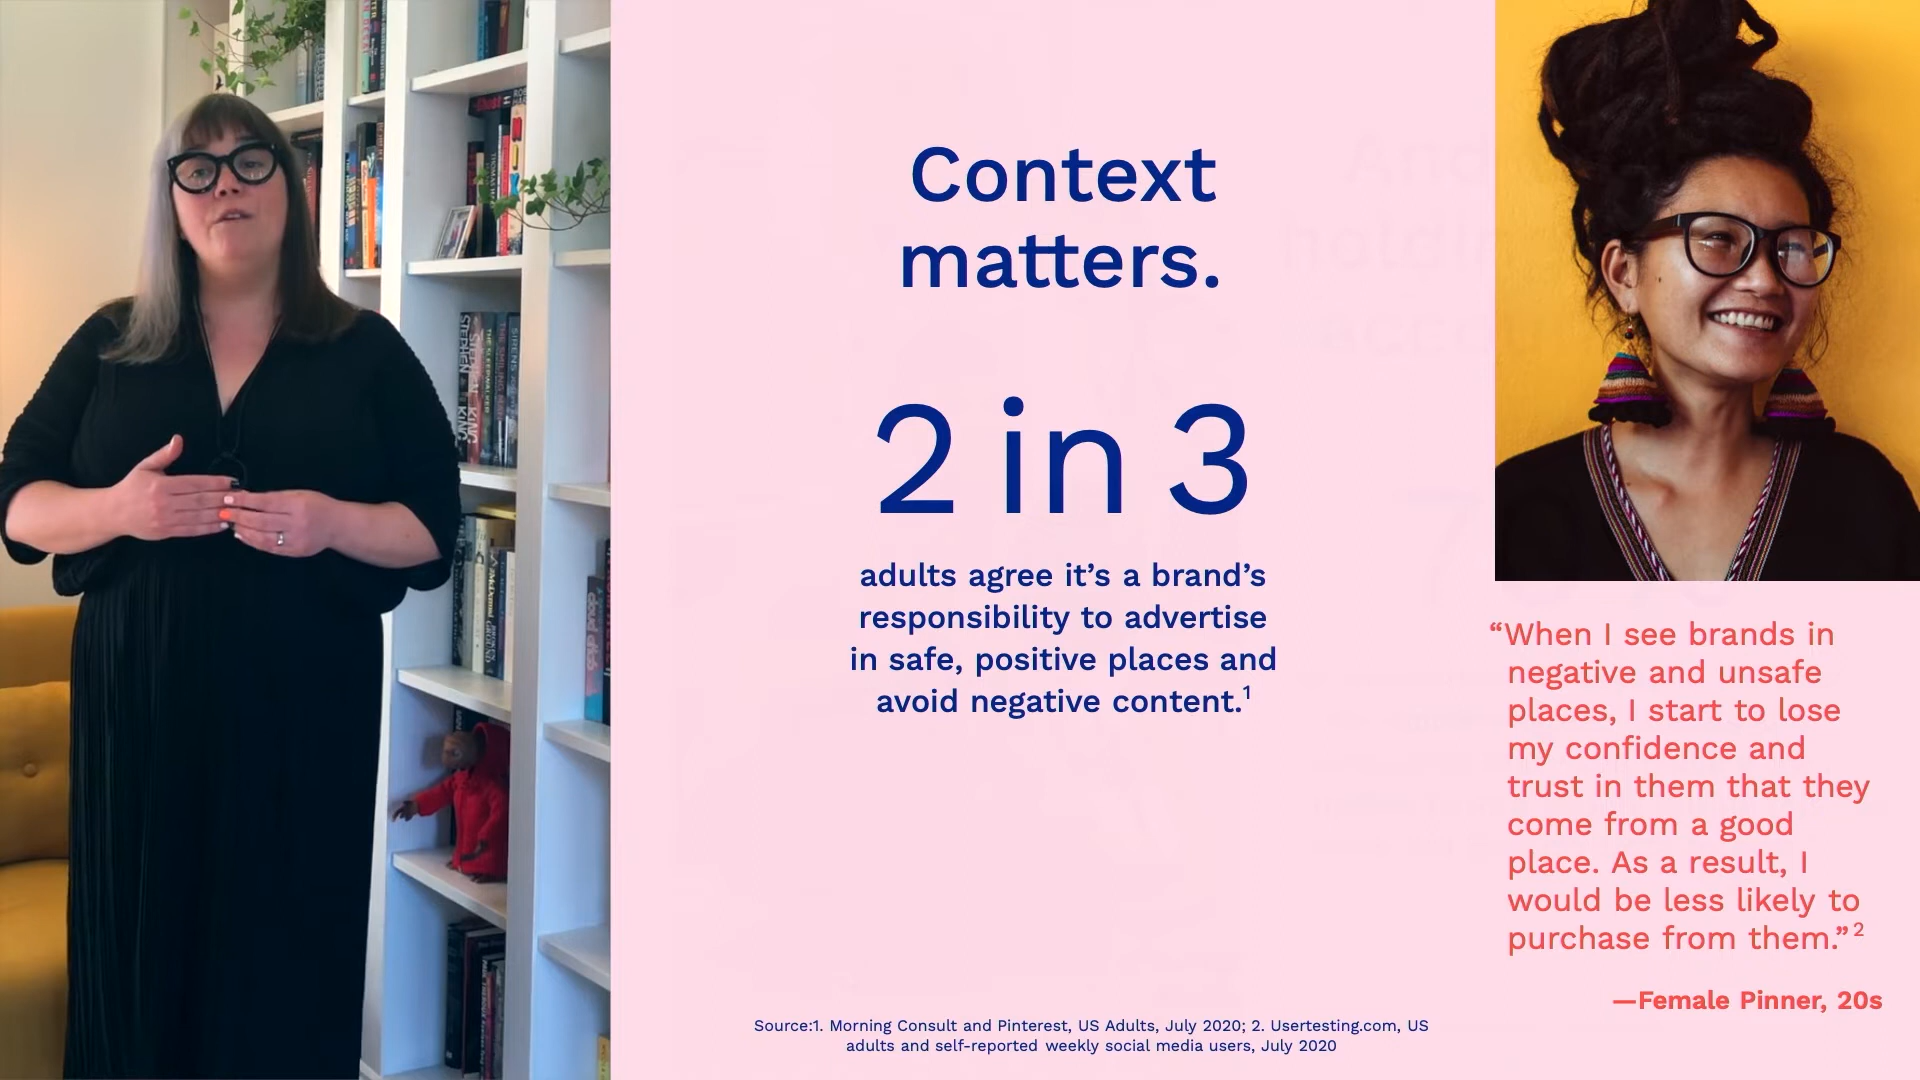 Context
matters.
2 in 3
adults agree it’s a brand’s
responsibility to advertise
in safe, positive places and
avoid negative content.¹
“When I see brands in
negative and unsafe
places, I start to lose
my confidence and
trust in them that they
come from a good
place. As a result, I
would be less likely to
purchase from them.”²
—Female Pinner, 20s
Source:1. Morning Consult and Pinterest, US Adults, July 2020; 2. Usertesting.com, US
adults and self-reported weekly social media users, July 2020
STEPHEN KING
STEPHEN KING